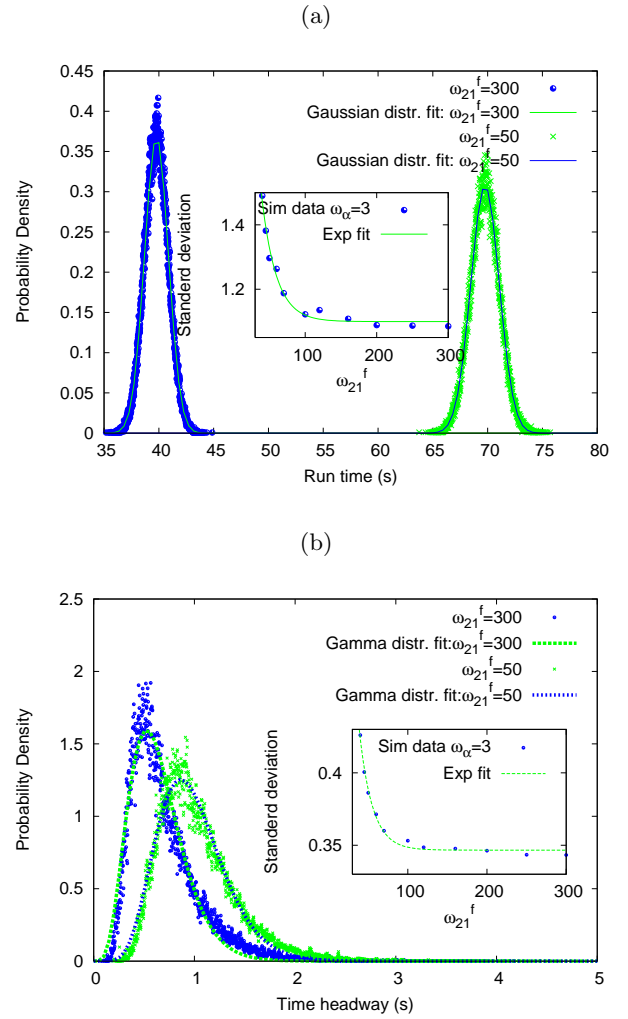 (a)
0.45
0.4
0.35
0.3
0.25
0.2
0.15
0.1
0.05
0
35 40 45 50 55 60 65 70 75 80
Probability Density
Run time (s)
ω₂₁ᶠ=300
Gaussian distr. fit: ω₂₁ᶠ=300
ω₂₁ᶠ=50
Gaussian distr. fit: ω₂₁ᶠ=50
Standerd deviation
1.4
1.2
100 200 300
ω₂₁ᶠ
Sim data ωα=3
Exp fit
(b)
2.5
2
1.5
1
0.5
0
0 1 2 3 4 5
Probability Density
Time headway (s)
ω₂₁ᶠ=300
Gamma distr. fit:ω₂₁ᶠ=300
ω₂₁ᶠ=50
Gamma distr. fit:ω₂₁ᶠ=50
Standerd deviation
0.4
0.35
100 200 300
ω₂₁ᶠ
Sim data ωα=3
Exp fit